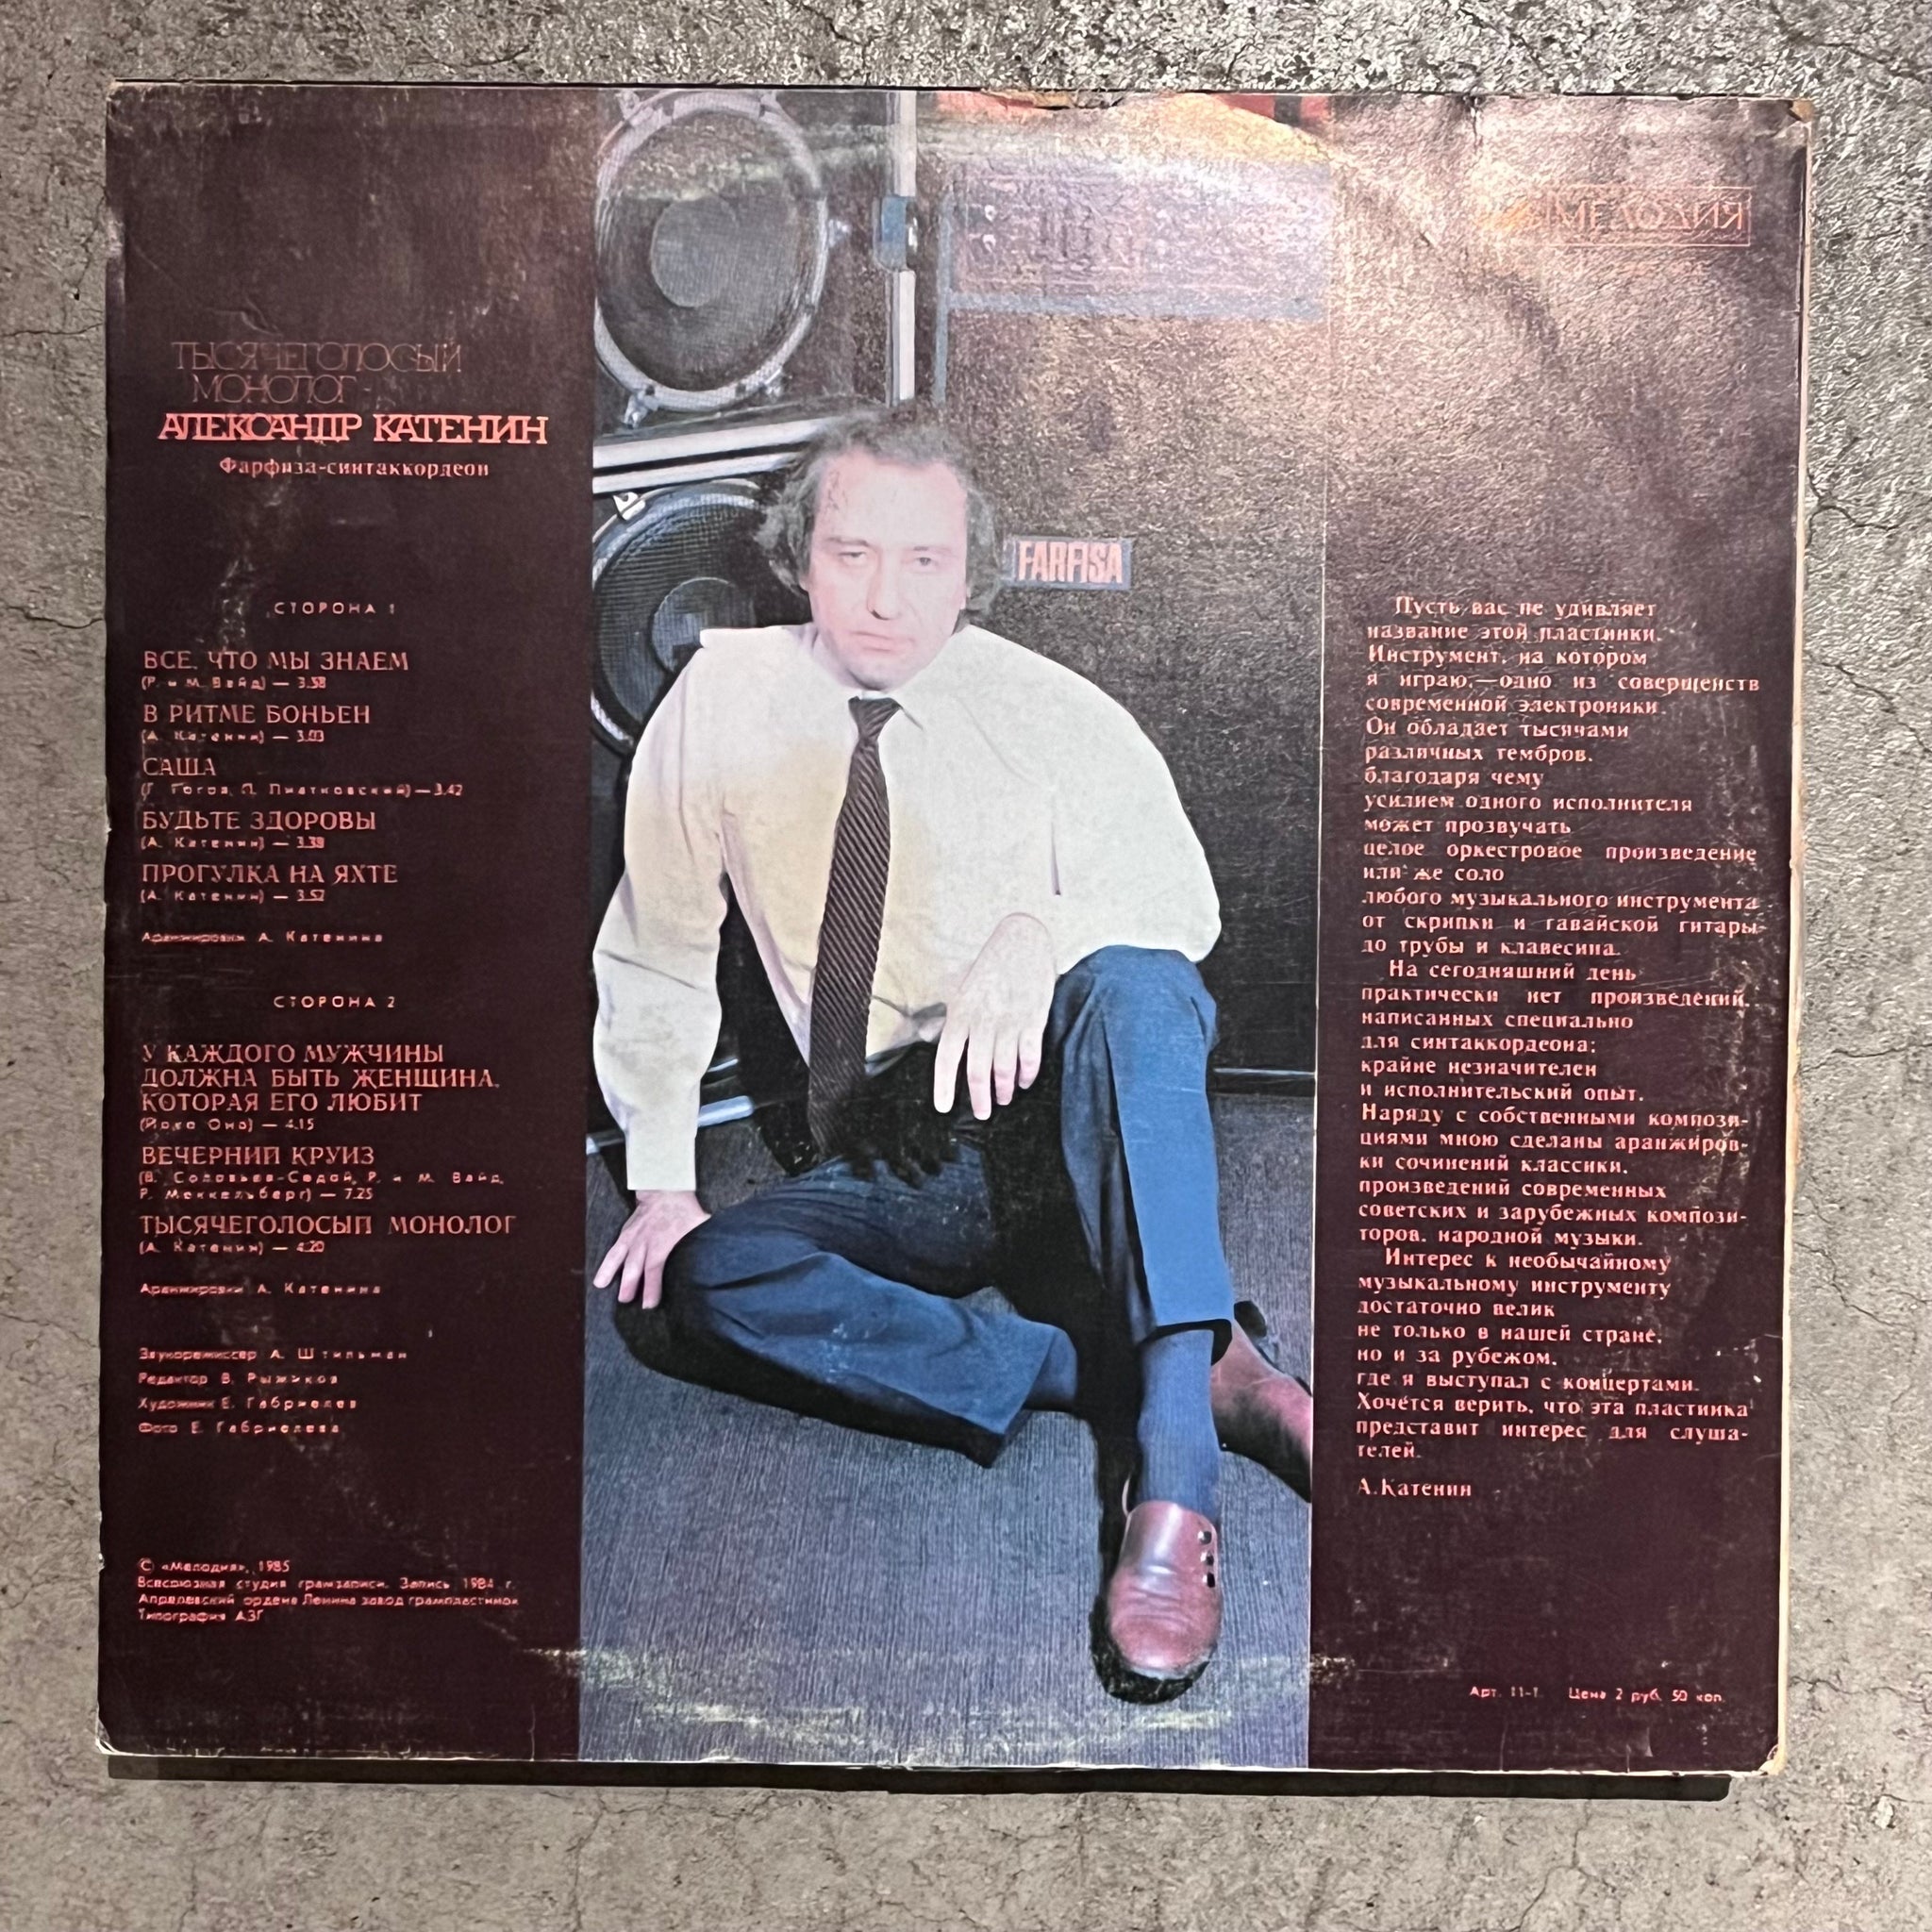 ТЫСЯЧЕГОЛОСЫЙ
МОНОЛОГ
АЛЕКСАНДР КАТЕНИН
Фарфиза-синтаккордеон
СТОРОНА 1
ВСЕ, ЧТО МЫ ЗНАЕМ
(Р. и М. Вайд) — 3.38
В РИТМЕ БОНЬЕН
(А. Катенин) — 3.03
САША
(Г. Гогов, П. Пиатковский) — 3.42
БУДЬТЕ ЗДОРОВЫ
(А. Катенин) — 3.38
ПРОГУЛКА НА ЯХТЕ
(А. Катенин) — 3.52
Аранжировки А. Катенина
СТОРОНА 2
У КАЖДОГО МУЖЧИНЫ
ДОЛЖНА БЫТЬ ЖЕНЩИНА,
КОТОРАЯ ЕГО ЛЮБИТ
(Йоко Оно) — 4.15
ВЕЧЕРНИЙ КРУИЗ
(В. Соловьев-Седой, Р. и М. Вайд,
Р. Меккельберг) — 7.25
ТЫСЯЧЕГОЛОСЫЙ МОНОЛОГ
(А. Катенин) — 4.20
Аранжировки А. Катенина
Звукорежиссер А. Штильман
Редактор В. Рыжиков
Художник Е. Габриелев
Фото Е. Габриелева
© «Мелодия», 1985
Всесоюзная студия грамзаписи. Запись 1984 г.
Апрелевский ордена Ленина завод грампластинок
Типография АЗГ
FARFISA
МЕЛОДИЯ
Пусть вас не удивляет
название этой пластинки.
Инструмент, на котором
я играю,—одно из совершенств
современной электроники.
Он обладает тысячами
различных тембров,
благодаря чему
усилием одного исполнителя
может прозвучать
целое оркестровое произведение
или же соло
любого музыкального инструмента
от скрипки и гавайской гитары
до трубы и клавесина.
На сегодняшний день
практически нет произведений,
написанных специально
для синтаккордеона;
крайне незначителен
и исполнительский опыт.
Наряду с собственными компози-
циями мною сделаны аранжиров-
ки сочинений классики,
произведений современных
советских и зарубежных компози-
торов, народной музыки.
Интерес к необычайному
музыкальному инструменту
достаточно велик
не только в нашей стране,
но и за рубежом,
где я выступал с концертами.
Хочется верить, что эта пластинка
представит интерес для слуша-
телей.
А.Катенин
Арт. 11-1. Цена 2 руб. 50 коп.